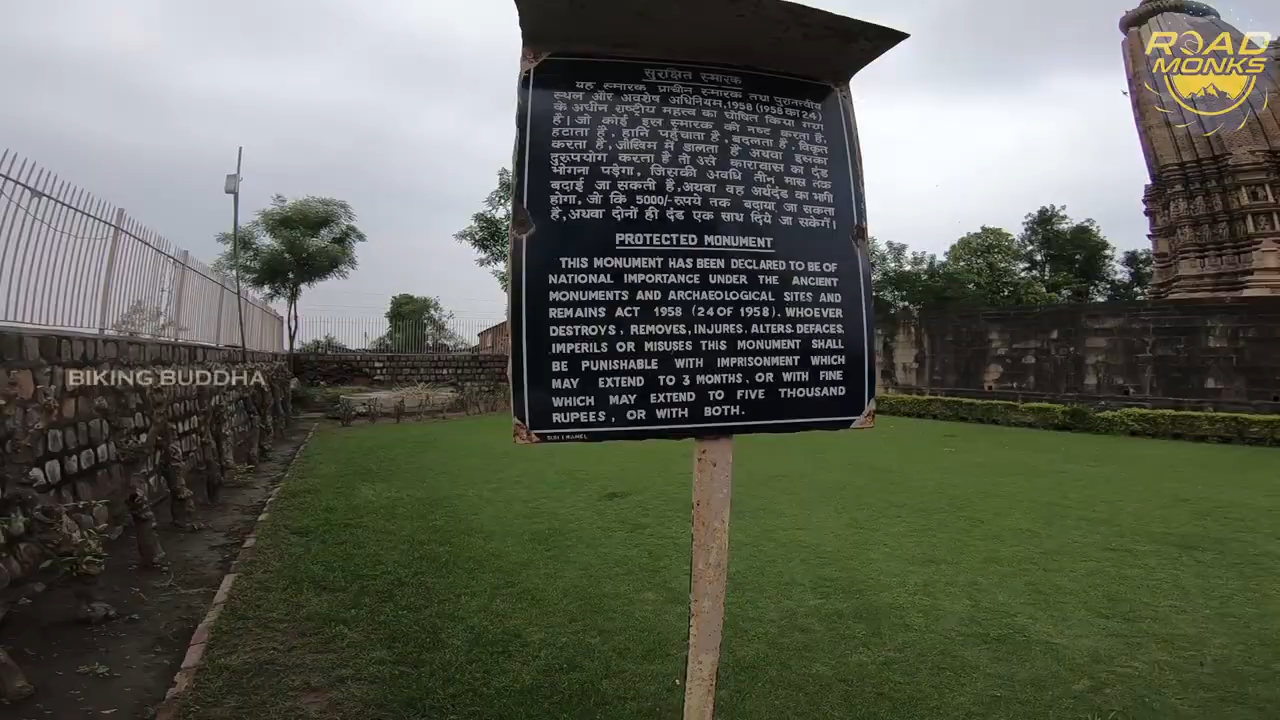 ROAD
MONKS
सुरक्षित स्मारक
यह स्मारक प्राचीन स्मारक तथा पुरातत्वीय
स्थल और अवशेष अधिनियम,1958 (1958 का 24)
के अधीन राष्ट्रीय महत्व का घोषित किया गया
है। जो कोई इस स्मारक को नष्ट करता है,
हटाता है, हानि पहुँचाता है, बदलता है, विकृत
करता है, जोखिम में डालता है अथवा इसका
दुरूपयोग करता है तो उसे कारावास का दंड
भोगना पड़ेगा, जिसकी अवधि तीन मास तक
बढाई जा सकती है,अथवा वह अर्थदंड का भागी
होगा, जो कि 5000/-रूपये तक बढाया जा सकता
है,अथवा दोनों ही दंड एक साथ दिये जा सकेगें।
PROTECTED MONUMENT
THIS MONUMENT HAS BEEN DECLARED TO BE OF
NATIONAL IMPORTANCE UNDER THE ANCIENT
MONUMENTS AND ARCHAEOLOGICAL SITES AND
REMAINS ACT 1958 (24 OF 1958). WHOEVER
DESTROYS, REMOVES, INJURES, ALTERS, DEFACES,
IMPERILS OR MISUSES THIS MONUMENT SHALL
BE PUNISHABLE WITH IMPRISONMENT WHICH
MAY EXTEND TO 3 MONTHS, OR WITH FINE
WHICH MAY EXTEND TO FIVE THOUSAND
RUPEES, OR WITH BOTH.
BIKING BUDDHA